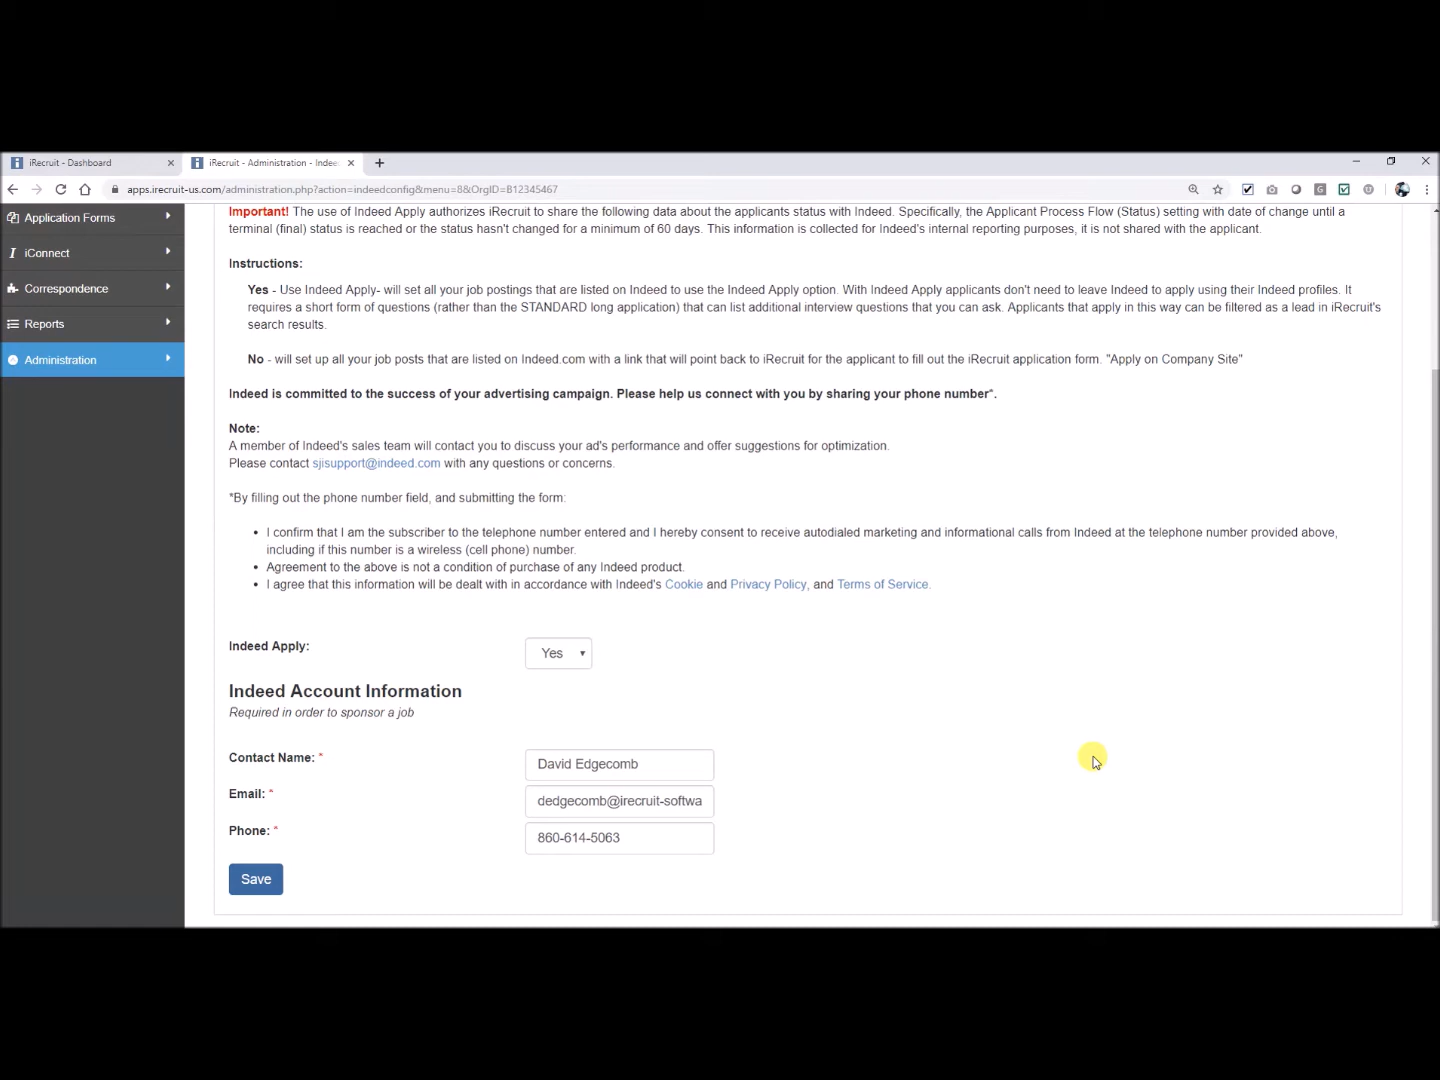 iRecruit - Dashboard
iRecruit - Administration - Indee
apps.irecruit-us.com/administration.php?action=indeedconfig&menu=8&OrgID=B12345467
Application Forms
iConnect
Correspondence
Reports
Administration
Important! The use of Indeed Apply authorizes iRecruit to share the following data about the applicants status with Indeed. Specifically, the Applicant Process Flow (Status) setting with date of change until a
terminal (final) status is reached or the status hasn't changed for a minimum of 60 days. This information is collected for Indeed's internal reporting purposes, it is not shared with the applicant.
Instructions:
Yes - Use Indeed Apply- will set all your job postings that are listed on Indeed to use the Indeed Apply option. With Indeed Apply applicants don't need to leave Indeed to apply using their Indeed profiles. It
requires a short form of questions (rather than the STANDARD long application) that can list additional interview questions that you can ask. Applicants that apply in this way can be filtered as a lead in iRecruit's
search results.
No - will set up all your job posts that are listed on Indeed.com with a link that will point back to iRecruit for the applicant to fill out the iRecruit application form. "Apply on Company Site"
Indeed is committed to the success of your advertising campaign. Please help us connect with you by sharing your phone number*.
Note:
A member of Indeed's sales team will contact you to discuss your ad's performance and offer suggestions for optimization.
Please contact sjisupport@indeed.com with any questions or concerns.
*By filling out the phone number field, and submitting the form:
• I confirm that I am the subscriber to the telephone number entered and I hereby consent to receive autodialed marketing and informational calls from Indeed at the telephone number provided above,
including if this number is a wireless (cell phone) number.
• Agreement to the above is not a condition of purchase of any Indeed product.
• I agree that this information will be dealt with in accordance with Indeed's Cookie and Privacy Policy, and Terms of Service.
Indeed Apply:
Yes
Indeed Account Information
Required in order to sponsor a job
Contact Name: *
David Edgecomb
Email: *
dedgecomb@irecruit-softwa
Phone: *
860-614-5063
Save